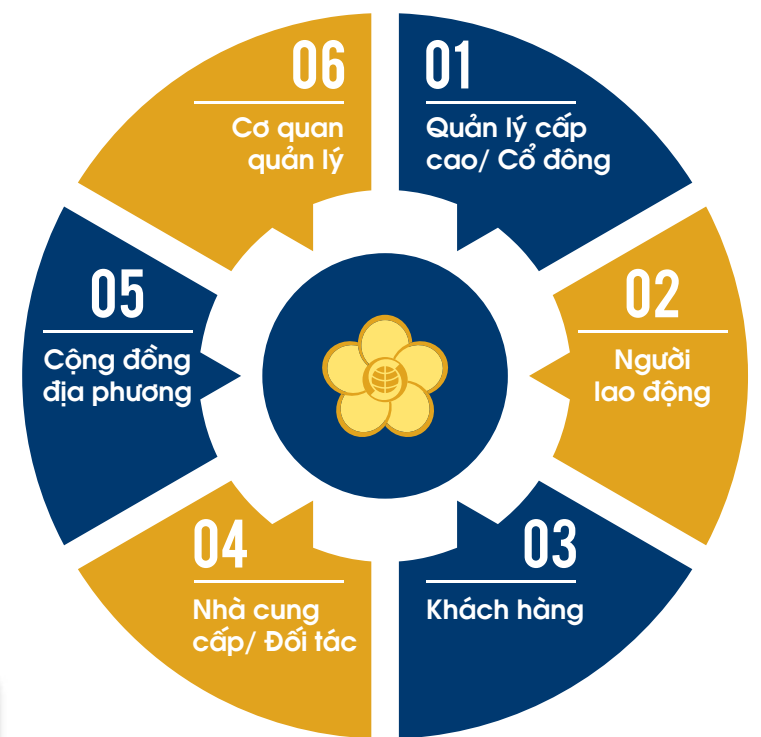 01
Quản lý cấp
cao/ Cổ đông
02
Người
lao động
03
Khách hàng
04
Nhà cung
cấp/ Đối tác
05
Cộng đồng
địa phương
06
Cơ quan
quản lý